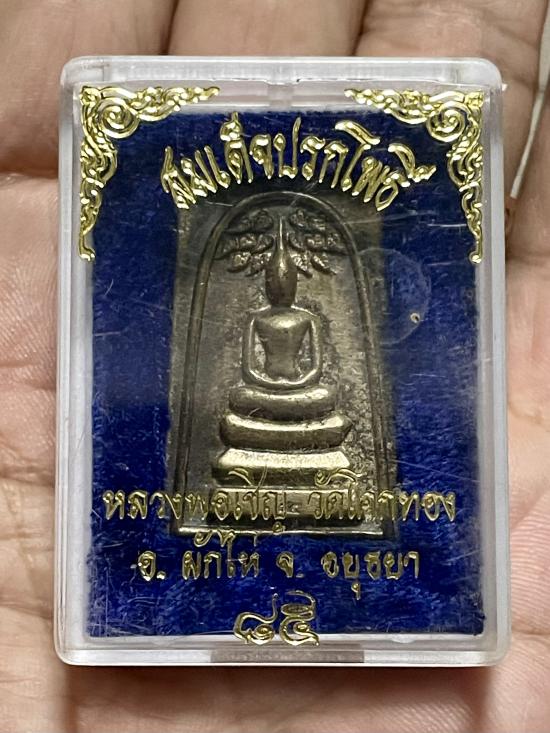 สมเด็จปรกโพธิ์
หลวงพ่อเชิญ วัดโคกทอง
อ. ผักไห่ จ. อยุธยา
๘๕ ปี